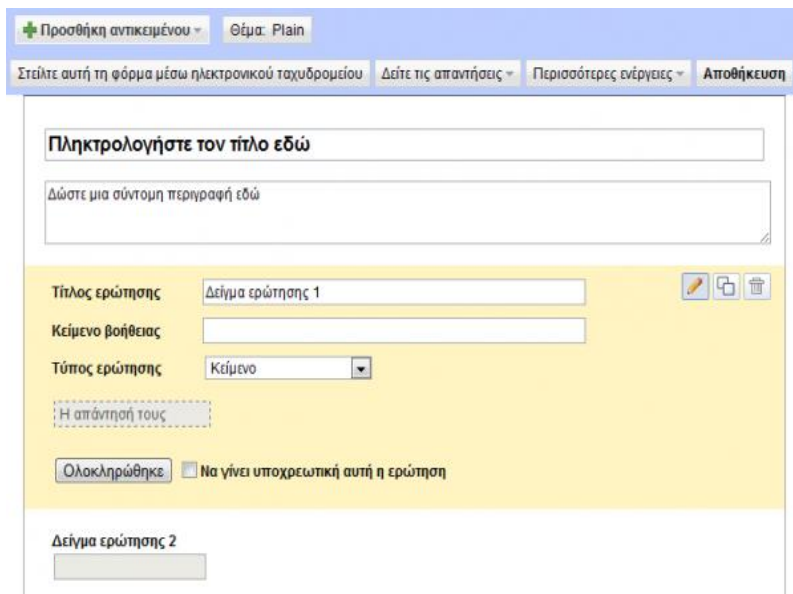 Προσθήκη αντικειμένου Θέμα: Plain
Στείλτε αυτή τη φόρμα μέσω ηλεκτρονικού ταχυδρομείου Δείτε τις απαντήσεις Περισσότερες ενέργειες Αποθήκευση
Πληκτρολογήστε τον τίτλο εδώ
Δώστε μια σύντομη περιγραφή εδώ
Τίτλος ερώτησης Δείγμα ερώτησης 1
Κείμενο βοήθειας
Τύπος ερώτησης Κείμενο
Η απάντησή τους
Ολοκληρώθηκε Να γίνει υποχρεωτική αυτή η ερώτηση
Δείγμα ερώτησης 2